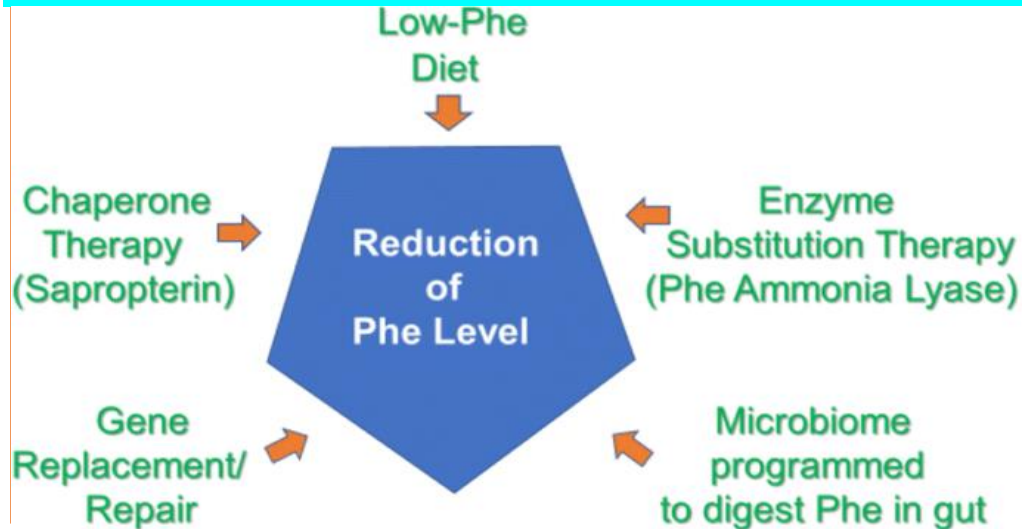 Low-Phe
Diet
Chaperone
Therapy
(Sapropterin)
Reduction
of
Phe Level
Enzyme
Substitution Therapy
(Phe Ammonia Lyase)
Gene
Replacement/
Repair
Microbiome
programmed
to digest Phe in gut